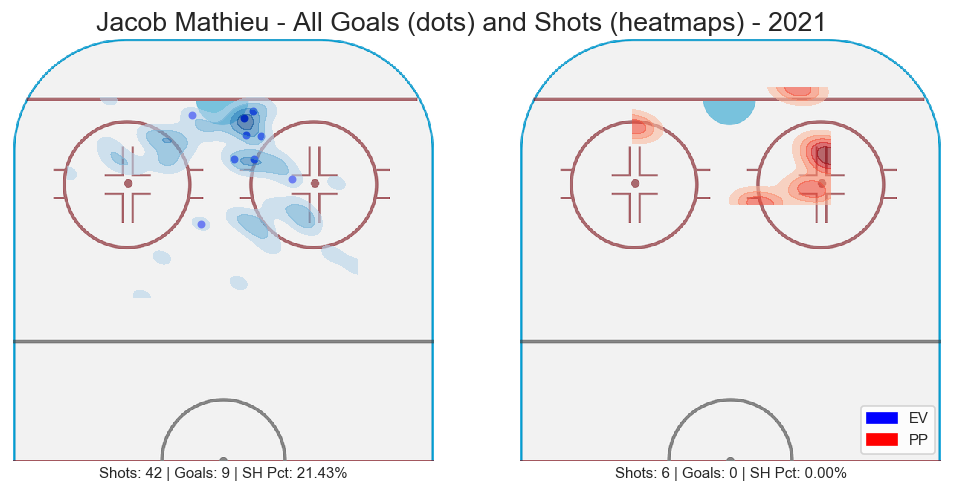 Jacob Mathieu - All Goals (dots) and Shots (heatmaps) - 2021
EV
PP
Shots: 42 | Goals: 9 | SH Pct: 21.43%
Shots: 6 | Goals: 0 | SH Pct: 0.00%